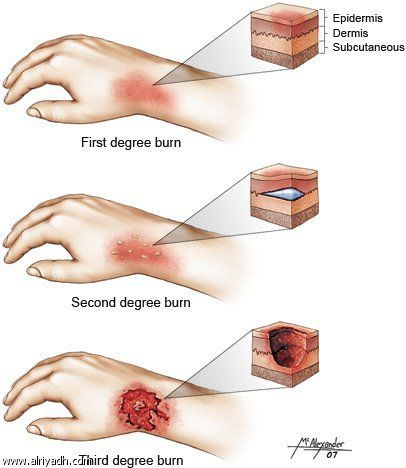 Epidermis
Dermis
Subcutaneous
First degree burn
Second degree burn
McAlexander
07
www.alriyadh.com
Third degree burn